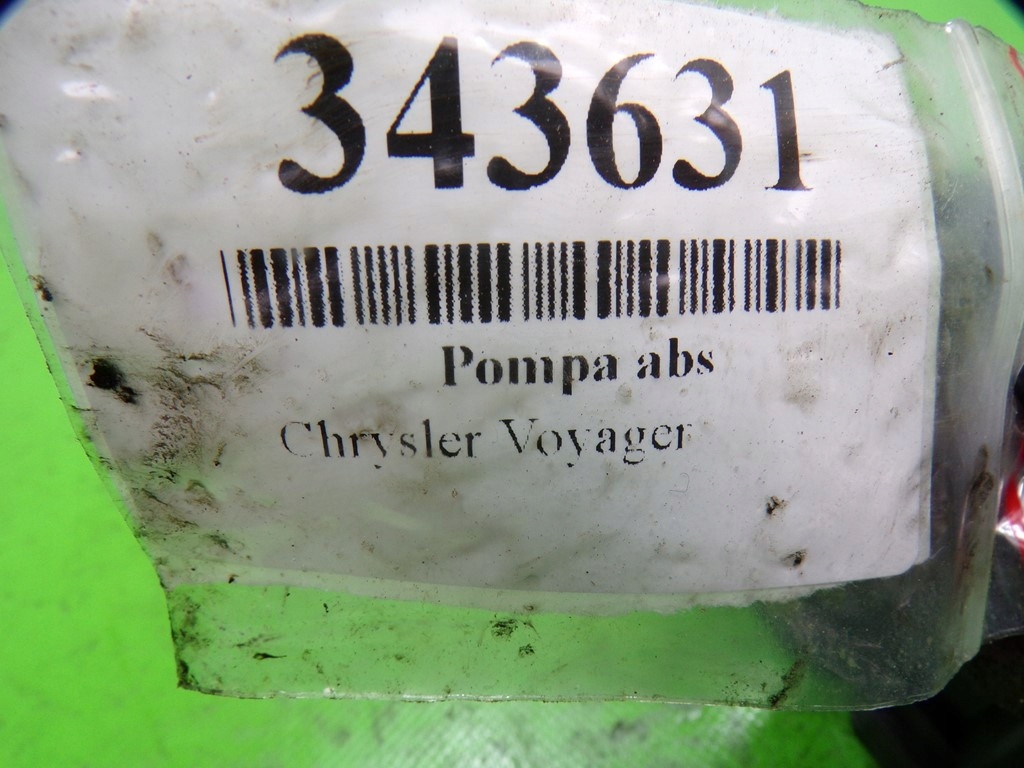 343631
Pompa abs
Chrysler Voyager